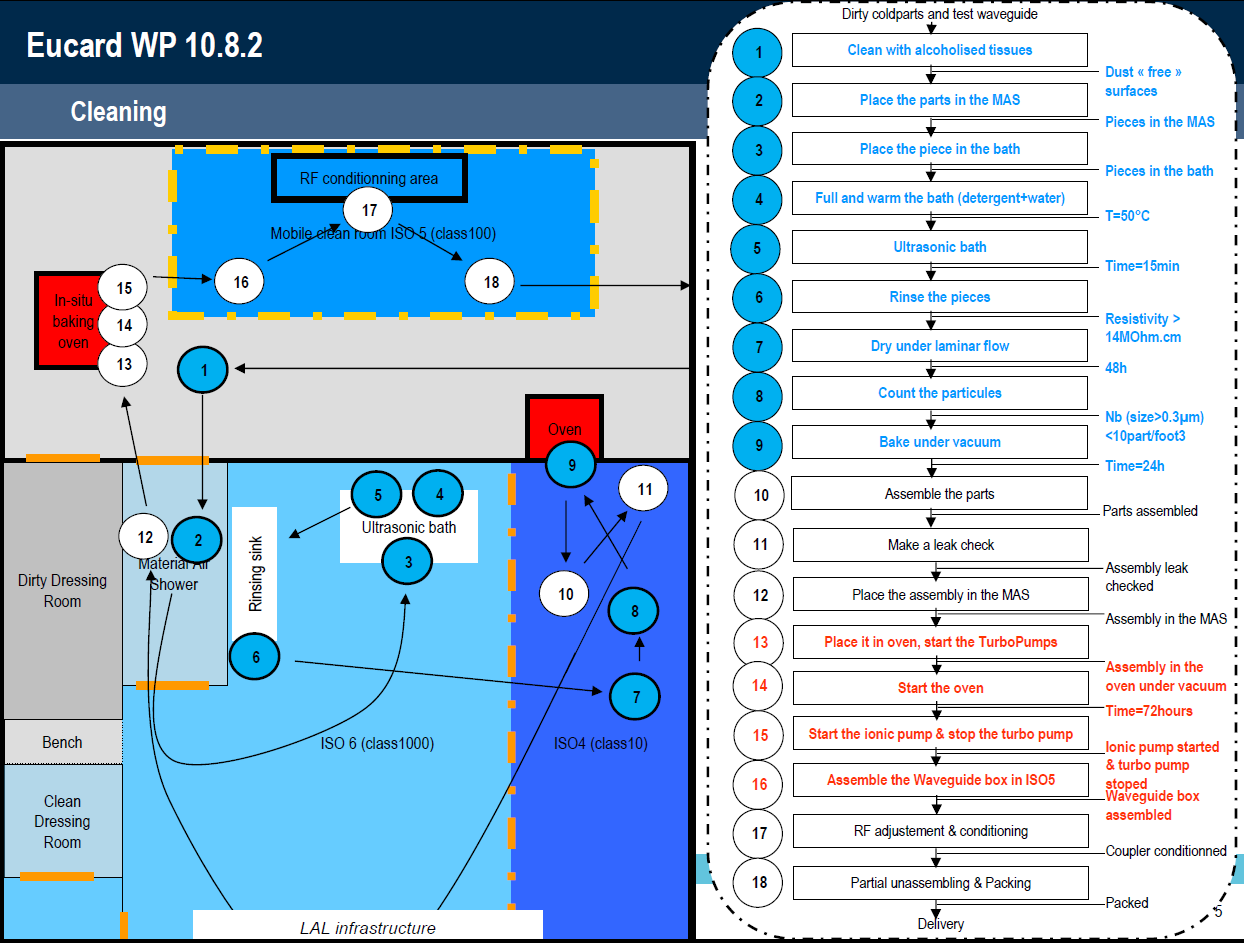 Eucard WP 10.8.2
Cleaning
RF conditionning area
17
Mobile clean room ISO 5 (class100)
16
18
15
In-situ
baking
oven
14
13
1
Oven
9
11
5
4
Ultrasonic bath
3
12
2
Material Air
Shower
Rinsing sink
Dirty Dressing
Room
10
8
6
7
Bench
ISO 6 (class1000)
ISO4 (class10)
Clean
Dressing
Room
LAL infrastructure
Dirty coldparts and test waveguide
1
Clean with alcoholised tissues
Dust « free »
surfaces
2
Place the parts in the MAS
Pieces in the MAS
3
Place the piece in the bath
Pieces in the bath
4
Full and warm the bath (detergent+water)
T=50°C
5
Ultrasonic bath
Time=15min
6
Rinse the pieces
Resistivity >
14MOhm.cm
7
Dry under laminar flow
48h
8
Count the particules
Nb (size>0.3µm)
<10part/foot3
9
Bake under vacuum
Time=24h
10
Assemble the parts
Parts assembled
11
Make a leak check
Assembly leak
checked
12
Place the assembly in the MAS
Assembly in the MAS
13
Place it in oven, start the TurboPumps
Assembly in the
oven under vacuum
14
Start the oven
Time=72hours
15
Start the ionic pump & stop the turbo pump
Ionic pump started
& turbo pump
stoped
16
Assemble the Waveguide box in ISO5
Waveguide box
assembled
17
RF adjustement & conditioning
Coupler conditionned
18
Partial unassembling & Packing
Packed
Delivery
5